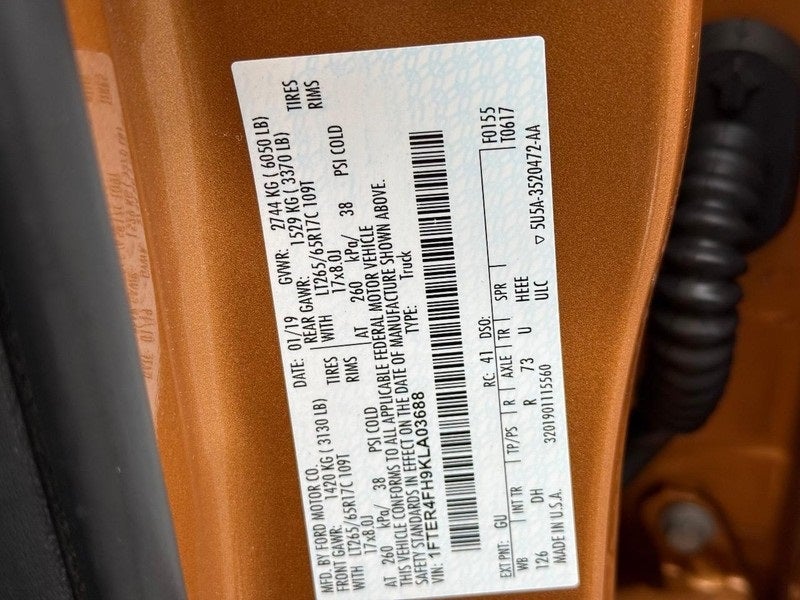 MFD. BY FORD MOTOR CO.
DATE: 01/19 GVWR: 2744 KG ( 6050 LB)
FRONT GAWR: 1420 KG ( 3130 LB) REAR GAWR: 1529 KG ( 3370 LB)
LT265/65R17C 109T TIRES WITH LT265/65R17C 109T TIRES
17x8.0J RIMS 17x8.0J RIMS
AT 260 kPa/ 38 PSI COLD AT 260 kPa/ 38 PSI COLD
THIS VEHICLE CONFORMS TO ALL APPLICABLE FEDERAL MOTOR VEHICLE
SAFETY STANDARDS IN EFFECT ON THE DATE OF MANUFACTURE SHOWN ABOVE.
VIN: 1FTER4FH9KLA03688 TYPE: Truck
F0155
T0617
EXT PNT: GU RC: 41 DSO:
WB INT TR TP/PS R AXLE TR SPR
126 DH R 73 U HEEE
MADE IN U.S.A. 3201901115560 ULC ▽ 5U5A-3520472-AA